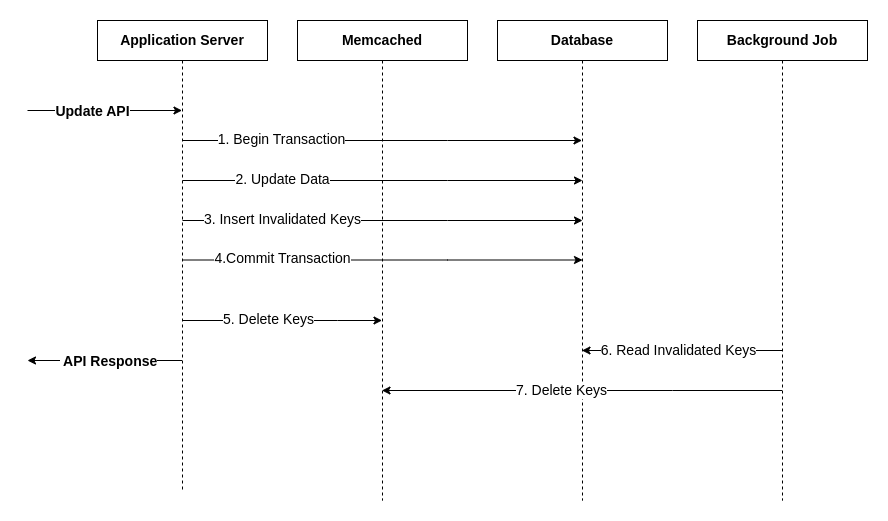 Application Server
Memcached
Database
Background Job
Update API
1. Begin Transaction
2. Update Data
3. Insert Invalidated Keys
4.Commit Transaction
5. Delete Keys
6. Read Invalidated Keys
API Response
7. Delete Keys